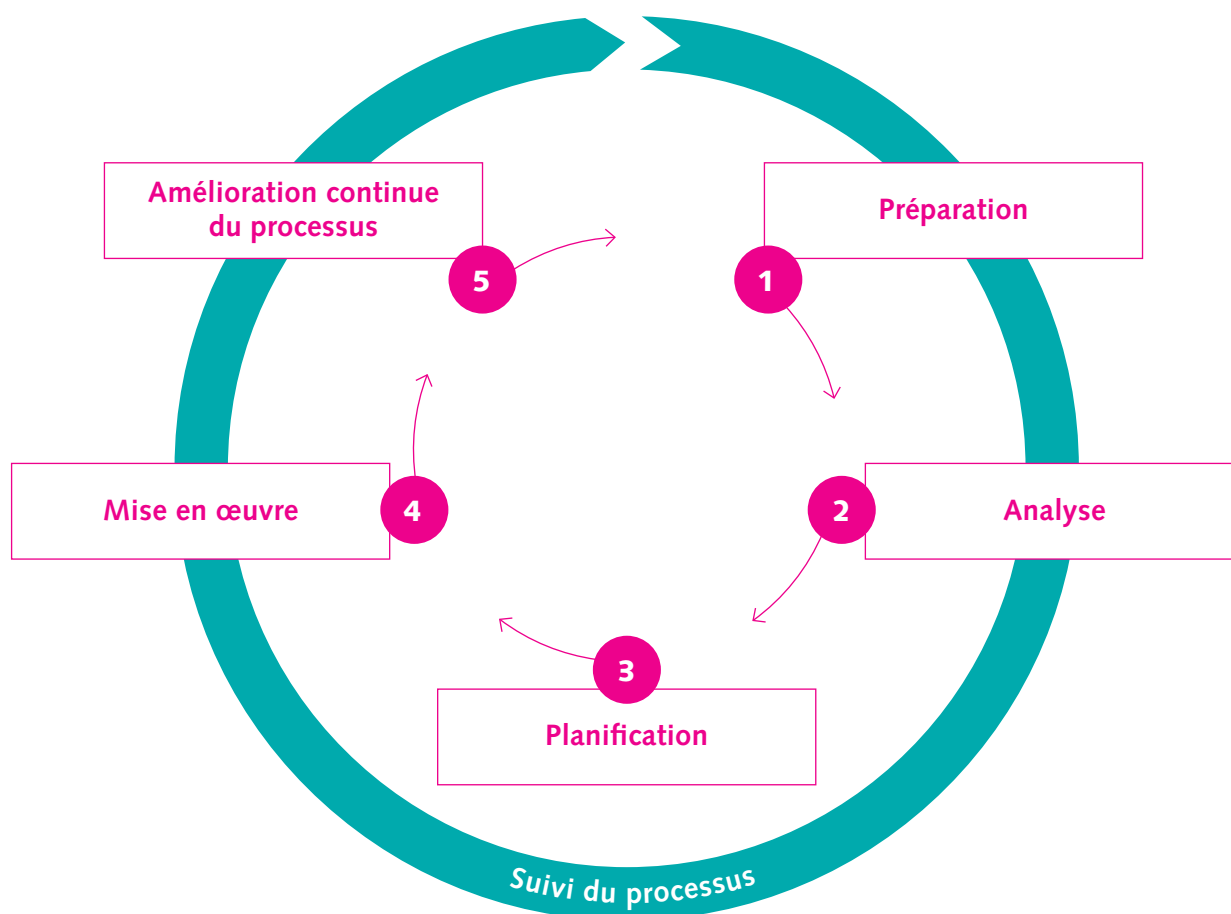 Préparation
1
Analyse
2
Planification
3
Mise en œuvre
4
Amélioration continue
du processus
5
Suivi du processus